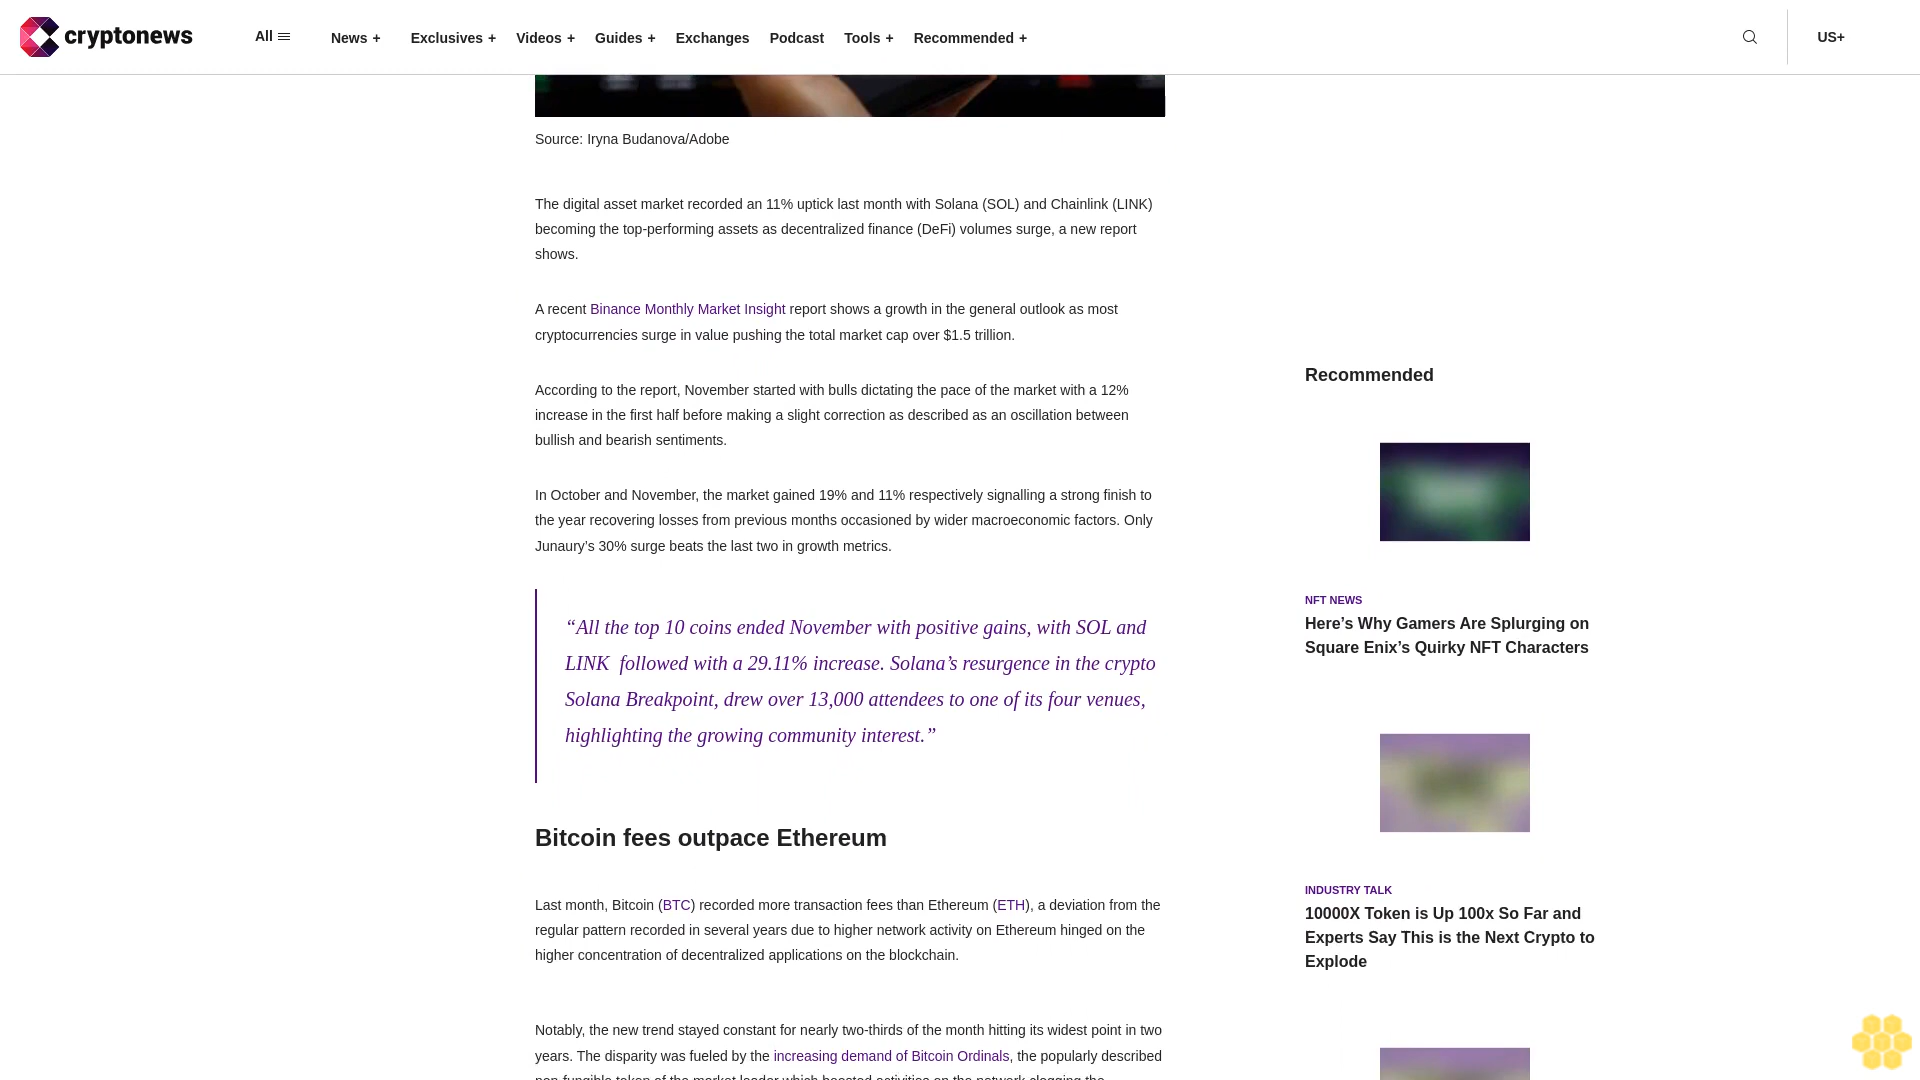 cryptonews
All
News +
Exclusives +
Videos +
Guides +
Exchanges
Podcast
Tools +
Recommended +
US+
Source: Iryna Budanova/Adobe
The digital asset market recorded an 11% uptick last month with Solana (SOL) and Chainlink (LINK)
becoming the top-performing assets as decentralized finance (DeFi) volumes surge, a new report
shows.
A recent Binance Monthly Market Insight report shows a growth in the general outlook as most
cryptocurrencies surge in value pushing the total market cap over $1.5 trillion.
According to the report, November started with bulls dictating the pace of the market with a 12%
increase in the first half before making a slight correction as described as an oscillation between
bullish and bearish sentiments.
In October and November, the market gained 19% and 11% respectively signalling a strong finish to
the year recovering losses from previous months occasioned by wider macroeconomic factors. Only
Junaury’s 30% surge beats the last two in growth metrics.
“All the top 10 coins ended November with positive gains, with SOL and
LINK  followed with a 29.11% increase. Solana’s resurgence in the crypto
Solana Breakpoint, drew over 13,000 attendees to one of its four venues,
highlighting the growing community interest.”
Bitcoin fees outpace Ethereum
Last month, Bitcoin (BTC) recorded more transaction fees than Ethereum (ETH), a deviation from the
regular pattern recorded in several years due to higher network activity on Ethereum hinged on the
higher concentration of decentralized applications on the blockchain.
Notably, the new trend stayed constant for nearly two-thirds of the month hitting its widest point in two
years. The disparity was fueled by the increasing demand of Bitcoin Ordinals, the popularly described
non-fungible token of the market leader which boosted activities on the network clogging the
Recommended
NFT NEWS
Here’s Why Gamers Are Splurging on
Square Enix’s Quirky NFT Characters
INDUSTRY TALK
10000X Token is Up 100x So Far and
Experts Say This is the Next Crypto to
Explode